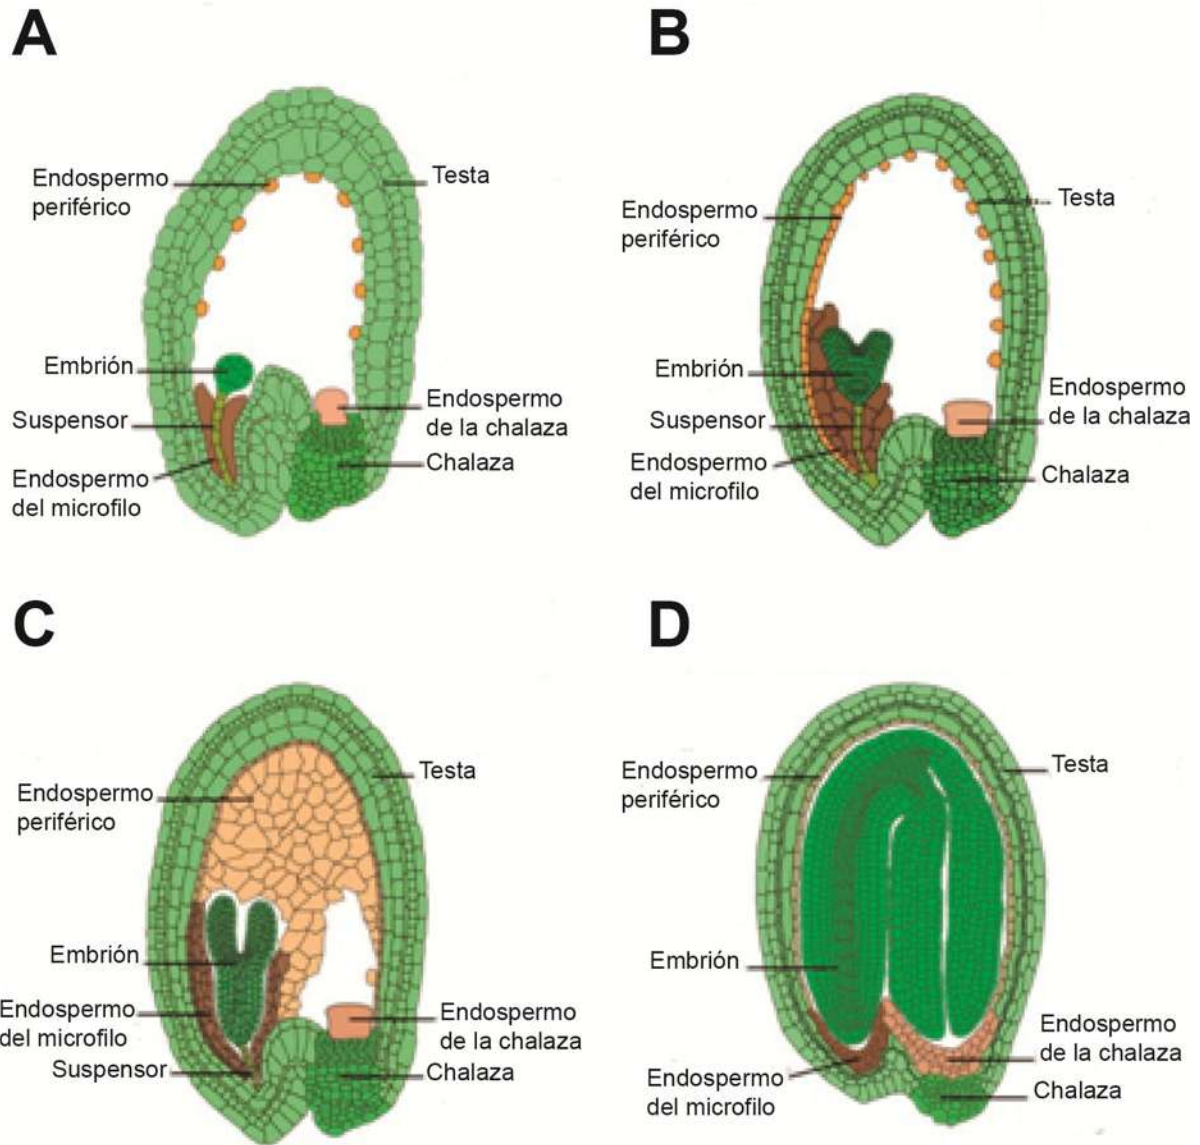 A
Endospermo
periférico
Testa
Embrión
Suspensor
Endospermo
del microfilo
Endospermo
de la chalaza
Chalaza
B
Endospermo
periférico
Testa
Embrión
Suspensor
Endospermo
del microfilo
Endospermo
de la chalaza
Chalaza
C
Endospermo
periférico
Testa
Embrión
Endospermo
del microfilo
Suspensor
Endospermo
de la chalaza
Chalaza
D
Endospermo
periférico
Testa
Embrión
Endospermo
del microfilo
Endospermo
de la chalaza
Chalaza